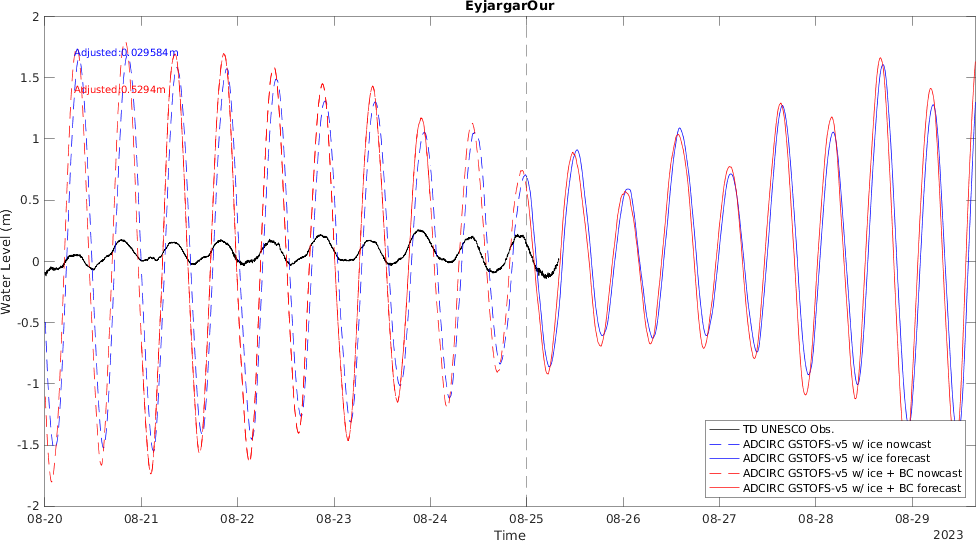 EyjargarOur
2
1.5
1
0.5
0
-0.5
-1
-1.5
-2
Water Level (m)
Adjusted:0.029584m
Adjusted:0.5294m
TD UNESCO Obs.
ADCIRC GSTOFS-v5 w/ ice nowcast
ADCIRC GSTOFS-v5 w/ ice forecast
ADCIRC GSTOFS-v5 w/ ice + BC nowcast
ADCIRC GSTOFS-v5 w/ ice + BC forecast
08-20 08-21 08-22 08-23 08-24 08-25 08-26 08-27 08-28 08-29
Time
2023